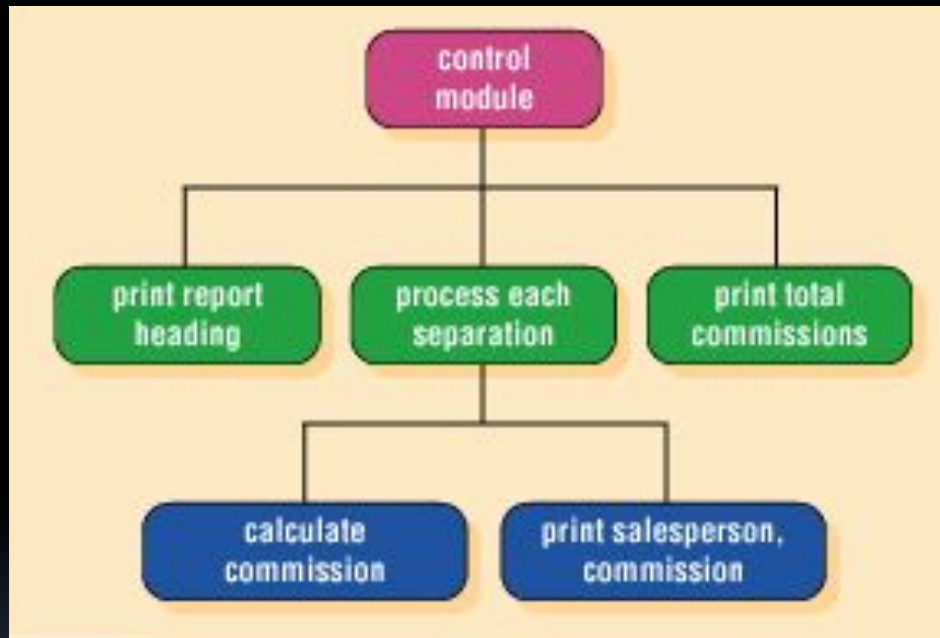 control
module
print report
heading
process each
separation
print total
commissions
calculate
commission
print salesperson,
commission